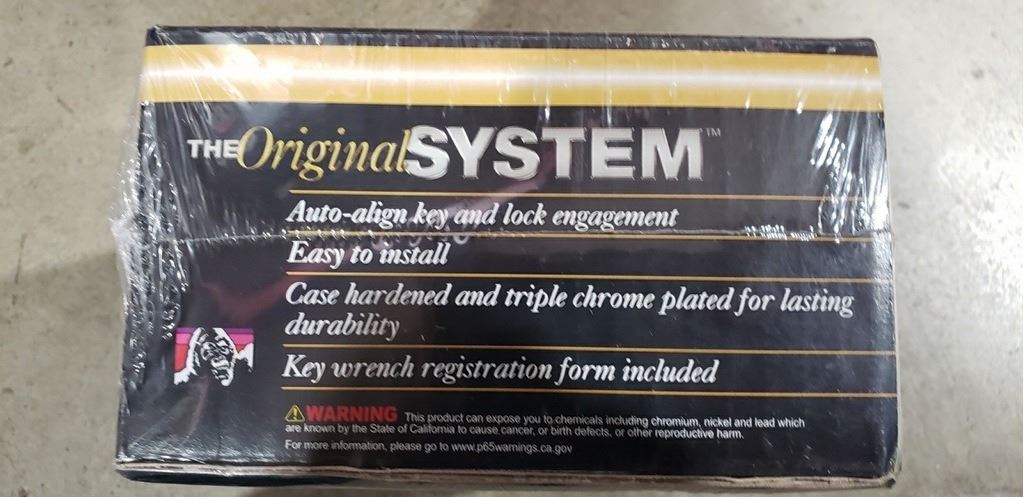 THE Original SYSTEM™
Auto-align key and lock engagement
Easy to install
Case hardened and triple chrome plated for lasting
durability
Key wrench registration form included
⚠ WARNING This product can expose you to chemicals including chromium, nickel and lead which
are known by the State of California to cause cancer, or birth defects, or other reproductive harm.
For more information, please go to www.p65warnings.ca.gov